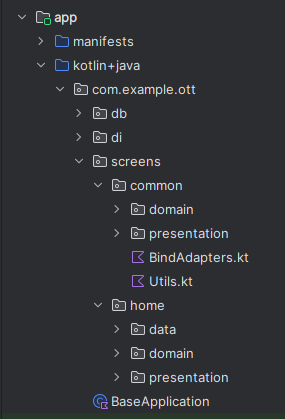 app
manifests
kotlin+java
com.example.ott
db
di
screens
common
domain
presentation
BindAdapters.kt
Utils.kt
home
data
domain
presentation
BaseApplication